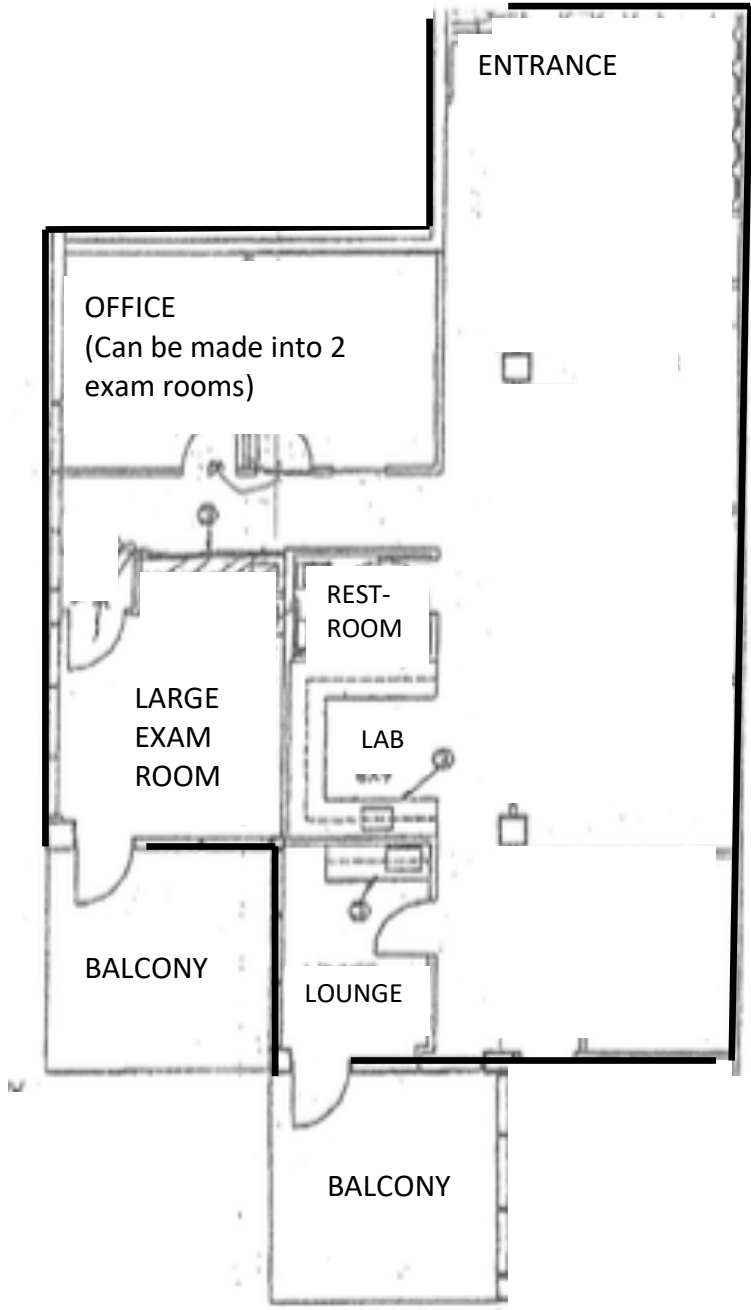 ENTRANCE
OFFICE
(Can be made into 2
exam rooms)
REST-
ROOM
LARGE
EXAM
ROOM
LAB
BALCONY
LOUNGE
BALCONY